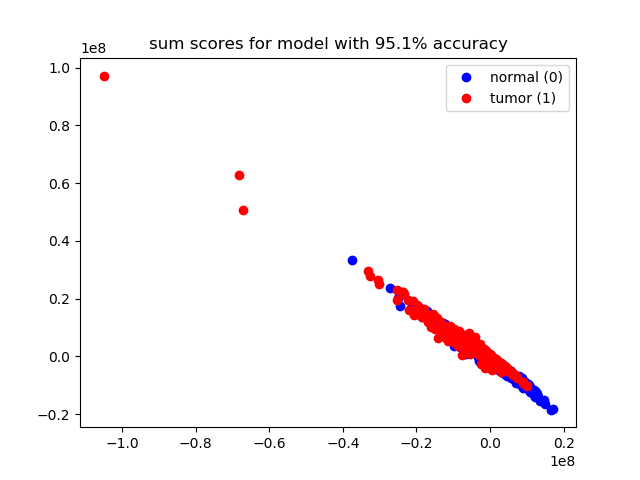 sum scores for model with 95.1% accuracy
1e8
normal (0)
tumor (1)
1.0
0.8
0.6
0.4
0.2
0.0
−0.2
−1.0 −0.8 −0.6 −0.4 −0.2 0.0 0.2
1e8